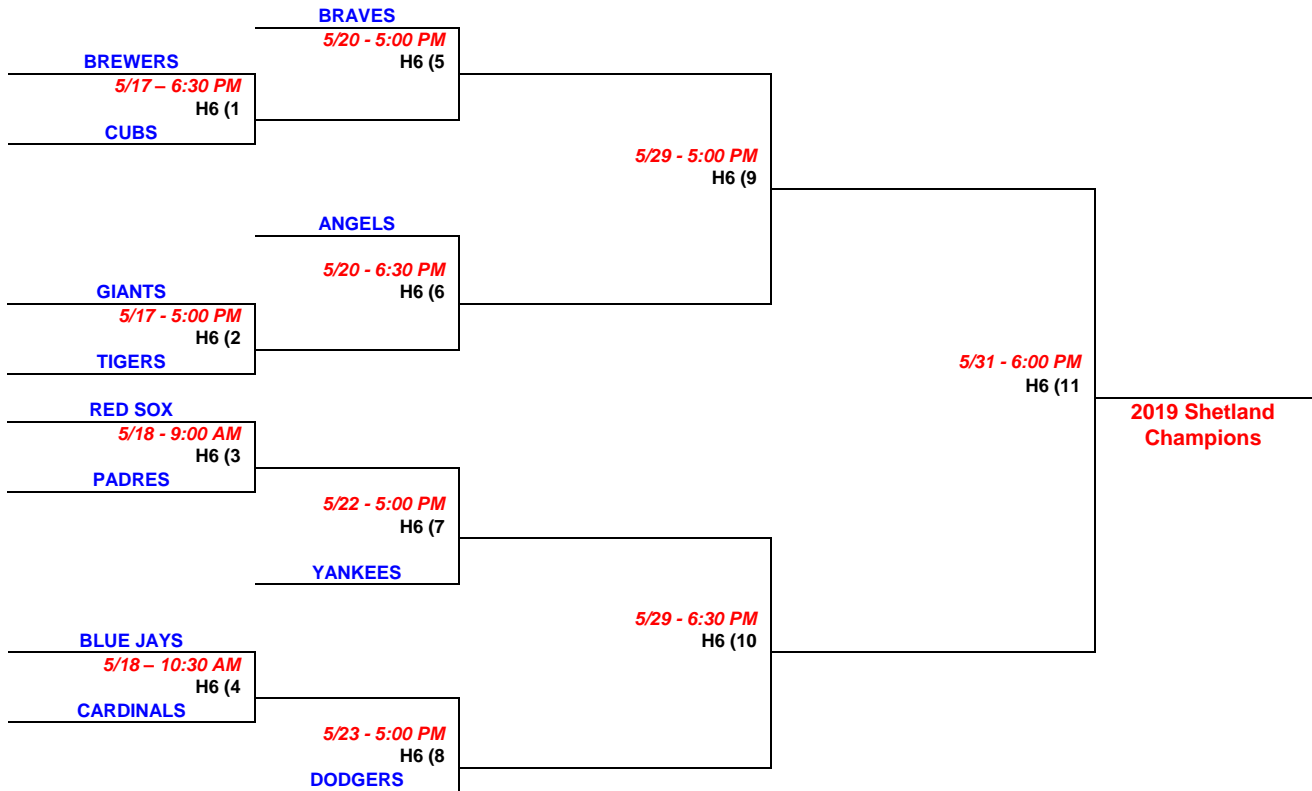 BRAVES
5/20 - 5:00 PM
H6 (5
BREWERS
5/17 – 6:30 PM
H6 (1
CUBS
5/29 - 5:00 PM
H6 (9
ANGELS
5/20 - 6:30 PM
H6 (6
GIANTS
5/17 - 5:00 PM
H6 (2
TIGERS
5/31 - 6:00 PM
H6 (11
2019 Shetland
Champions
RED SOX
5/18 - 9:00 AM
H6 (3
PADRES
5/22 - 5:00 PM
H6 (7
YANKEES
5/29 - 6:30 PM
H6 (10
BLUE JAYS
5/18 – 10:30 AM
H6 (4
CARDINALS
5/23 - 5:00 PM
H6 (8
DODGERS